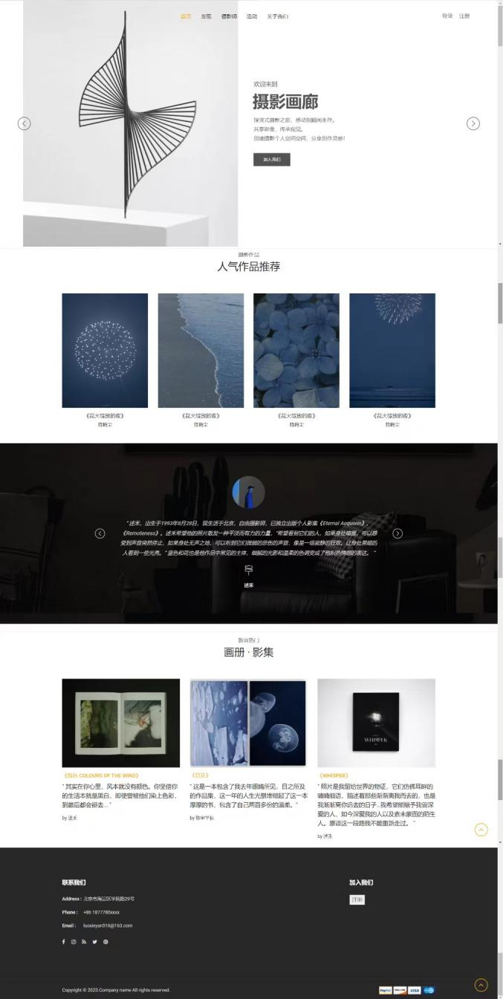 首页 发现 摄影师 活动 关于我们
登录 注册
欢迎来到
摄影画廊
探灵式摄影之旅，感动刻瞬间永存。
共享影像，传承视觉。
创建摄影个人空间空间，分享创作灵感！
加入我们
摄影作品
人气作品推荐
《花火绽放的夜》
《花火绽放的夜》
《花火绽放的夜》
《花火绽放的夜》
陈屿尘
陈屿尘
陈屿尘
陈屿尘
" 述禾，出生于1993年8月28日，现生活于北京，自由摄影师，已独立出版个人影集《Eternal Aequorin》，
《Remoteness》。述禾希望他的照片散发一种平淡而有力的力量，"希望看到它们的人，如果身处喧嚣，可以感
受到声音突然停止，如果身处无声之地，可以听到它们微弱的悲伤的声音，像是一场寂静的狂欢，让身处黑暗的
人看到一些光亮。" 蓝色和花也是他作品中常见的主体，细腻的光影和温柔的色调变成了他炽热情感的表达。 "
述禾
新书热门
画册 · 影集
COLOURS OF THE WIND》
" 其实在你心里，风本就没有颜色。你坚信你
的生活本就是黑白，即使曾被他们染上色彩，
到最后都会褪去... "
by 述禾
" 这是一本包含了我去年眼睛所见，目之所及
的作品集，这一年的人生光景堆砌起了这一本
厚厚的书，包含了自己两百多份的温柔。"
by 陈宇学长
WHISPER
《WHISPER》
" 照片是我留给世界的物证，它们仿佛耳畔的
喃喃细语，描述着那些渐渐离我而去的，也是
我渐渐离你远去的日子...我希望能赠予我曾深
爱的人、如今深爱我的人以及素未蒙面的陌生
人。原谅这一段路我不能重新走过。 "
by 述禾
联系我们
Address : 北京市海淀区学院路29号
Phone : +86 1877780xxxx
Email : luoxieyan516@163.com
加入我们
注册
Copyright © 2023.Company name All rights reserved.
PayPal DISCOVER VISA